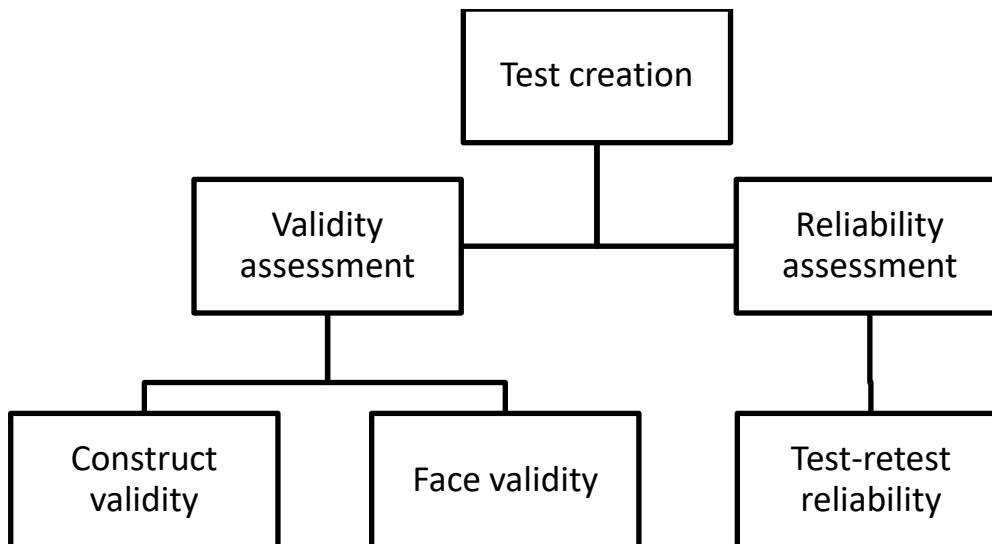 Test creation
Validity
assessment
Reliability
assessment
Construct
validity
Face validity
Test-retest
reliability